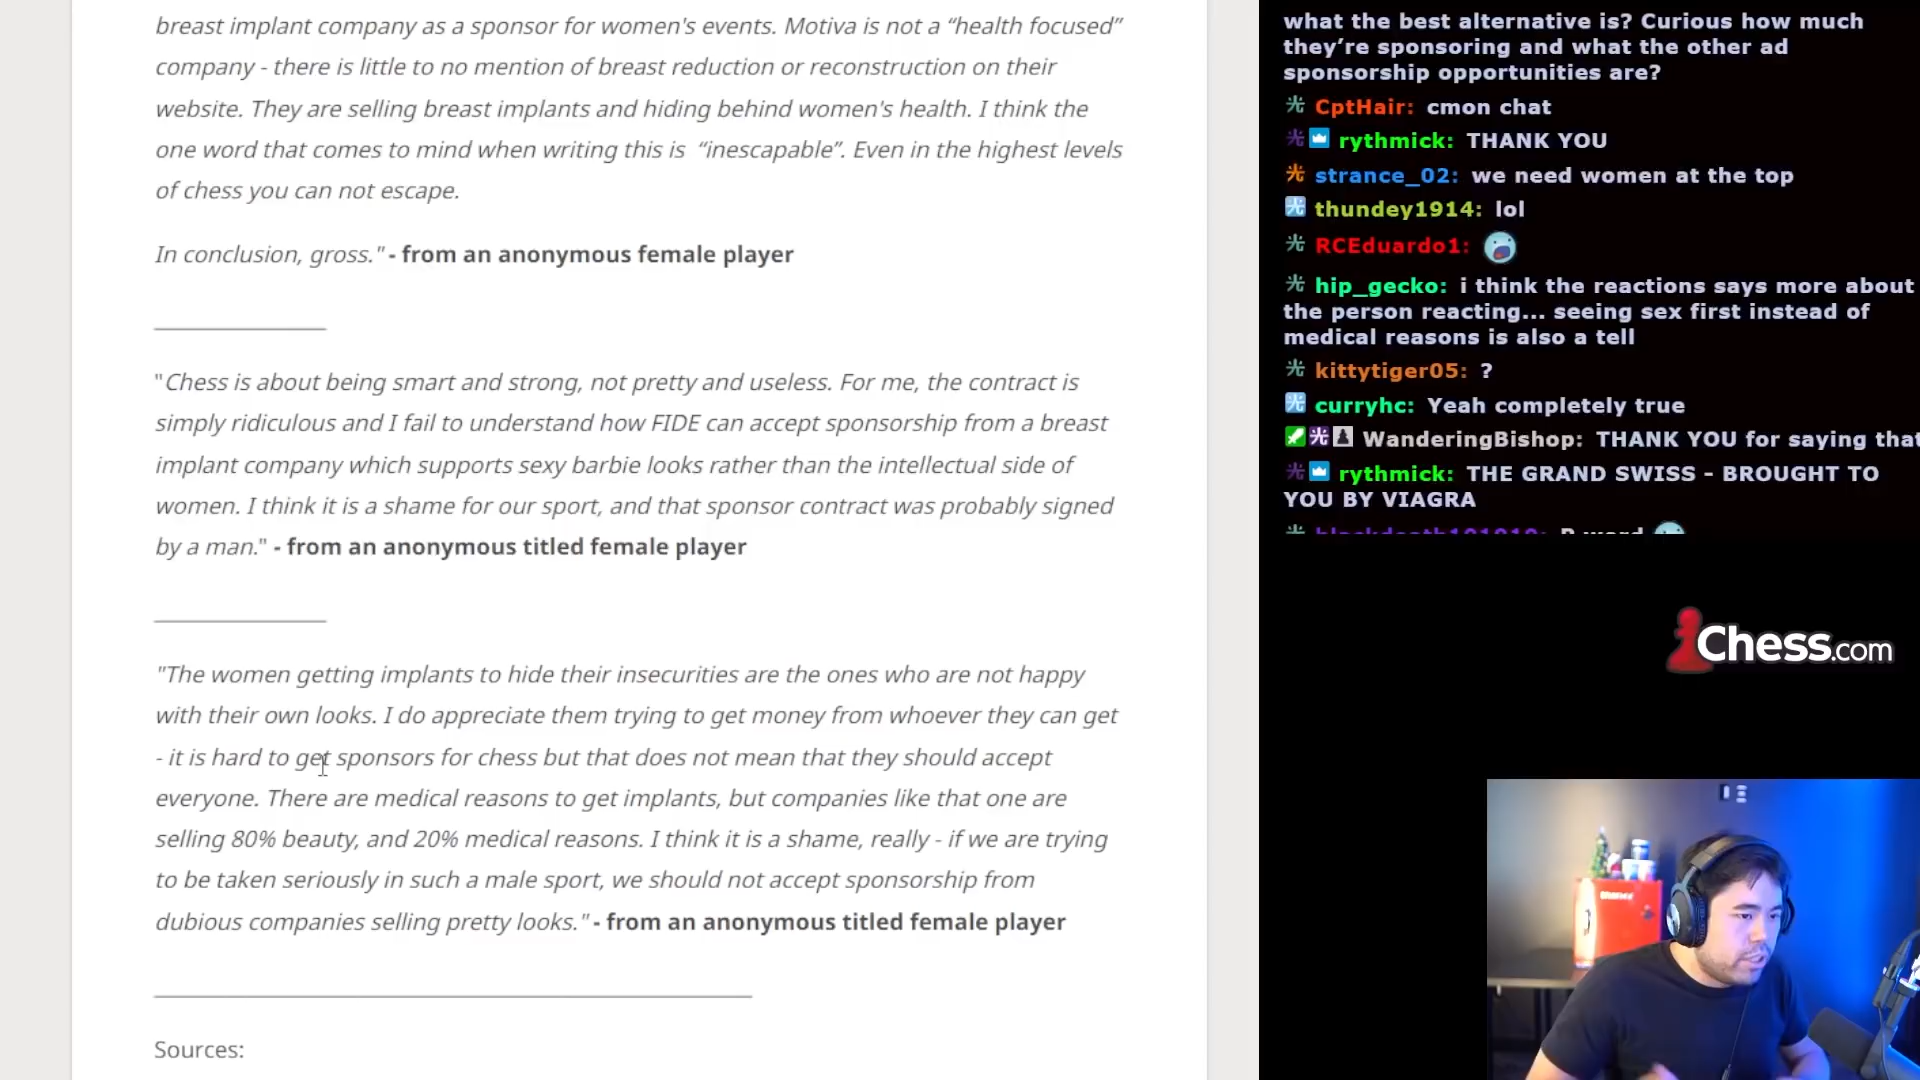 breast implant company as a sponsor for women's events. Motiva is not a “health focused”
company - there is little to no mention of breast reduction or reconstruction on their
website. They are selling breast implants and hiding behind women's health. I think the
one word that comes to mind when writing this is “inescapable”. Even in the highest levels
of chess you can not escape.
In conclusion, gross." - from an anonymous female player
"Chess is about being smart and strong, not pretty and useless. For me, the contract is
simply ridiculous and I fail to understand how FIDE can accept sponsorship from a breast
implant company which supports sexy barbie looks rather than the intellectual side of
women. I think it is a shame for our sport, and that sponsor contract was probably signed
by a man." - from an anonymous titled female player
"The women getting implants to hide their insecurities are the ones who are not happy
with their own looks. I do appreciate them trying to get money from whoever they can get
- it is hard to get sponsors for chess but that does not mean that they should accept
everyone. There are medical reasons to get implants, but companies like that one are
selling 80% beauty, and 20% medical reasons. I think it is a shame, really - if we are trying
to be taken seriously in such a male sport, we should not accept sponsorship from
dubious companies selling pretty looks." - from an anonymous titled female player
Sources:
what the best alternative is? Curious how much
they’re sponsoring and what the other ad
sponsorship opportunities are?
CptHair: cmon chat
rythmick: THANK YOU
strance_02: we need women at the top
thundey1914: lol
RCEduardo1:
hip_gecko: i think the reactions says more about
the person reacting... seeing sex first instead of
medical reasons is also a tell
kittytiger05: ?
curryhc: Yeah completely true
WanderingBishop: THANK YOU for saying that
rythmick: THE GRAND SWISS - BROUGHT TO
YOU BY VIAGRA
Chess.com